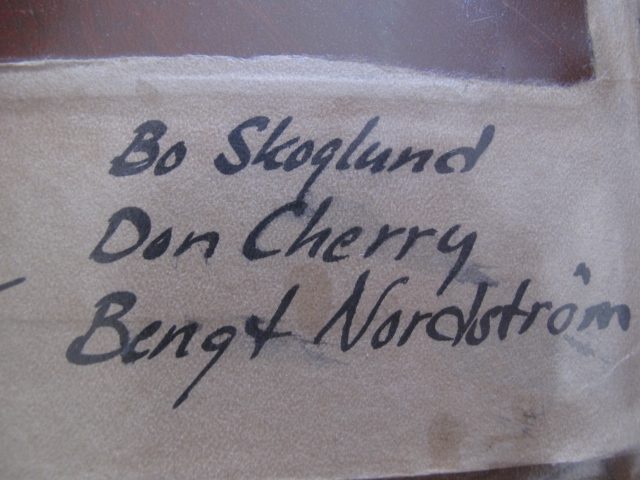 Bo Skoglund
Don Cherry
Bengt Nordström